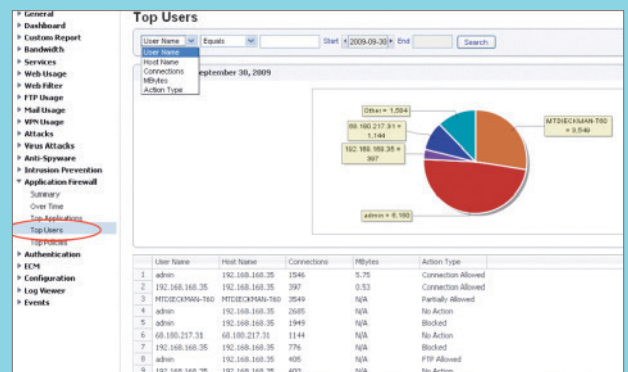 General
Dashboard
Custom Report
Bandwidth
Services
Web Usage
Web Filter
FTP Usage
Mail Usage
VPN Usage
Attacks
Virus Attacks
Anti-Spyware
Intrusion Prevention
Application Firewall
Summary
Over Time
Top Applications
Top Users
Top Policies
Authentication
ECM
Configuration
Log Viewer
Events
Top Users
User Name Equals Start 2009-09-30 End Search
User Name
Host Name
Connections
MBytes
Action Type
eptember 30, 2009
Other = 1,584
68.180.217.31 = 1,144
192.168.168.35 = 397
MTDIECKMAN-T60 = 3,549
admin = 6,180
User Name Host Name Connections MBytes Action Type
1 admin 192.168.168.35 1546 5.75 Connection Allowed
2 192.168.168.35 192.168.168.35 397 0.53 Connection Allowed
3 MTDIECKMAN-T60 MTDIECKMAN-T60 3549 N/A Partially Allowed
4 admin 192.168.168.35 2685 N/A No Action
5 admin 192.168.168.35 1949 N/A Blocked
6 68.180.217.31 68.180.217.31 1144 N/A No Action
7 192.168.168.35 192.168.168.35 776 N/A Blocked
8 admin 192.168.168.35 405 N/A FTP Allowed
9 192.168.168.35 192.168.168.35 403 N/A No Action